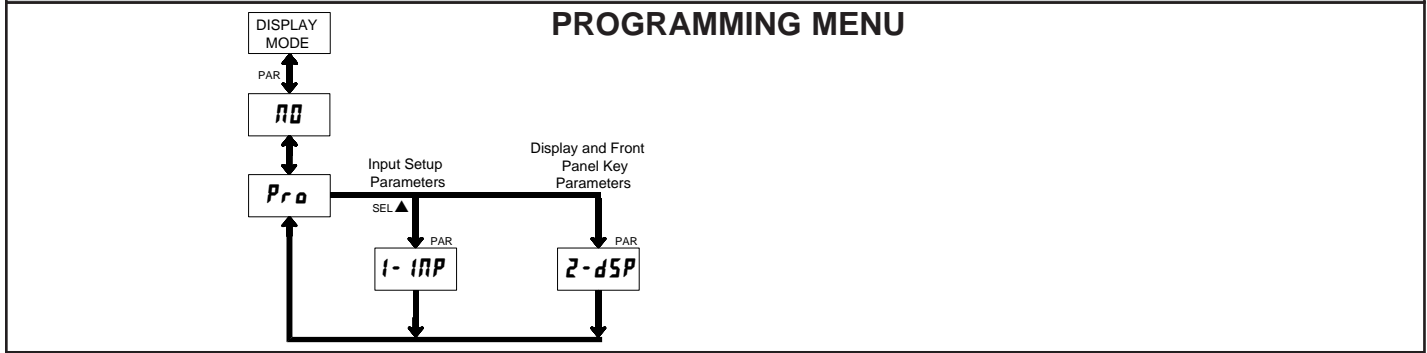 PROGRAMMING MENU
DISPLAY
MODE
PAR
NO
Pro
Input Setup
Parameters
Display and Front
Panel Key
Parameters
SEL▲
PAR
PAR
1-INP
2-dSP